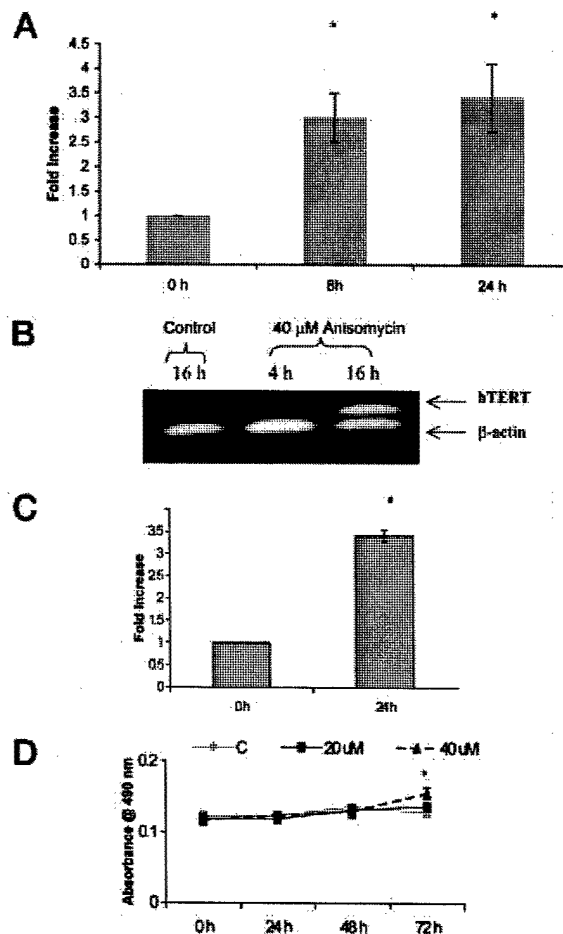 A
*
*
4.5
4
3.5
3
2.5
2
1.5
1
0.5
0
Fold Increase
0 h
8h
24 h
B
Control
40 µM Anisomycin
16 h
4 h
16 h
hTERT
β-actin
C
*
3.5
3
2.5
2
1.5
1
0.5
0
Fold Increase
0h
24h
D
C
20uM
40uM
*
0.2
0.1
0
Absorbance @ 490 nm
0h
24h
48h
72h